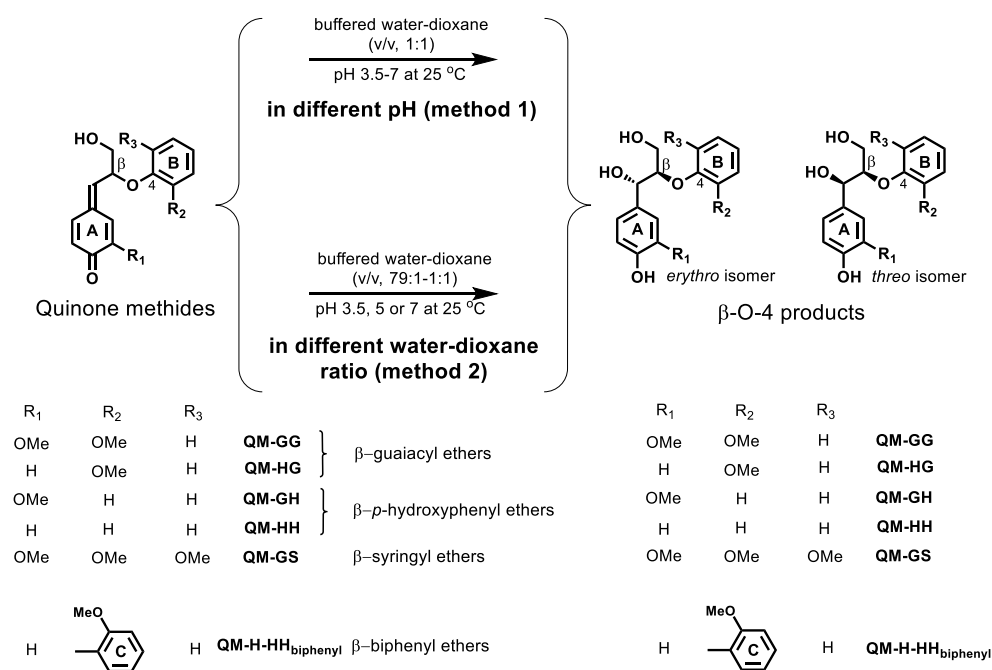 buffered water-dioxane
(v/v, 1:1)
pH 3.5-7 at 25 °C
in different pH (method 1)
HO
R3
β
B
O
4
R2
A
R1
O
Quinone methides
buffered water-dioxane
(v/v, 79:1-1:1)
pH 3.5, 5 or 7 at 25 °C
in different water-dioxane
ratio (method 2)
HO
R3
HO
β
B
O
4
R2
A
R1
OH
erythro isomer
HO
R3
HO
β
B
O
4
R2
A
R1
OH
threo isomer
β-O-4 products
R1 R2 R3
OMe OMe H QM-GG
H OMe H QM-HG
β–guaiacyl ethers
OMe H H QM-GH
H H H QM-HH
β–p-hydroxyphenyl ethers
OMe OMe OMe QM-GS β–syringyl ethers
MeO
H C H QM-H-HHbiphenyl β–biphenyl ethers
R1 R2 R3
OMe OMe H QM-GG
H OMe H QM-HG
OMe H H QM-GH
H H H QM-HH
OMe OMe OMe QM-GS
MeO
H C H QM-H-HHbiphenyl